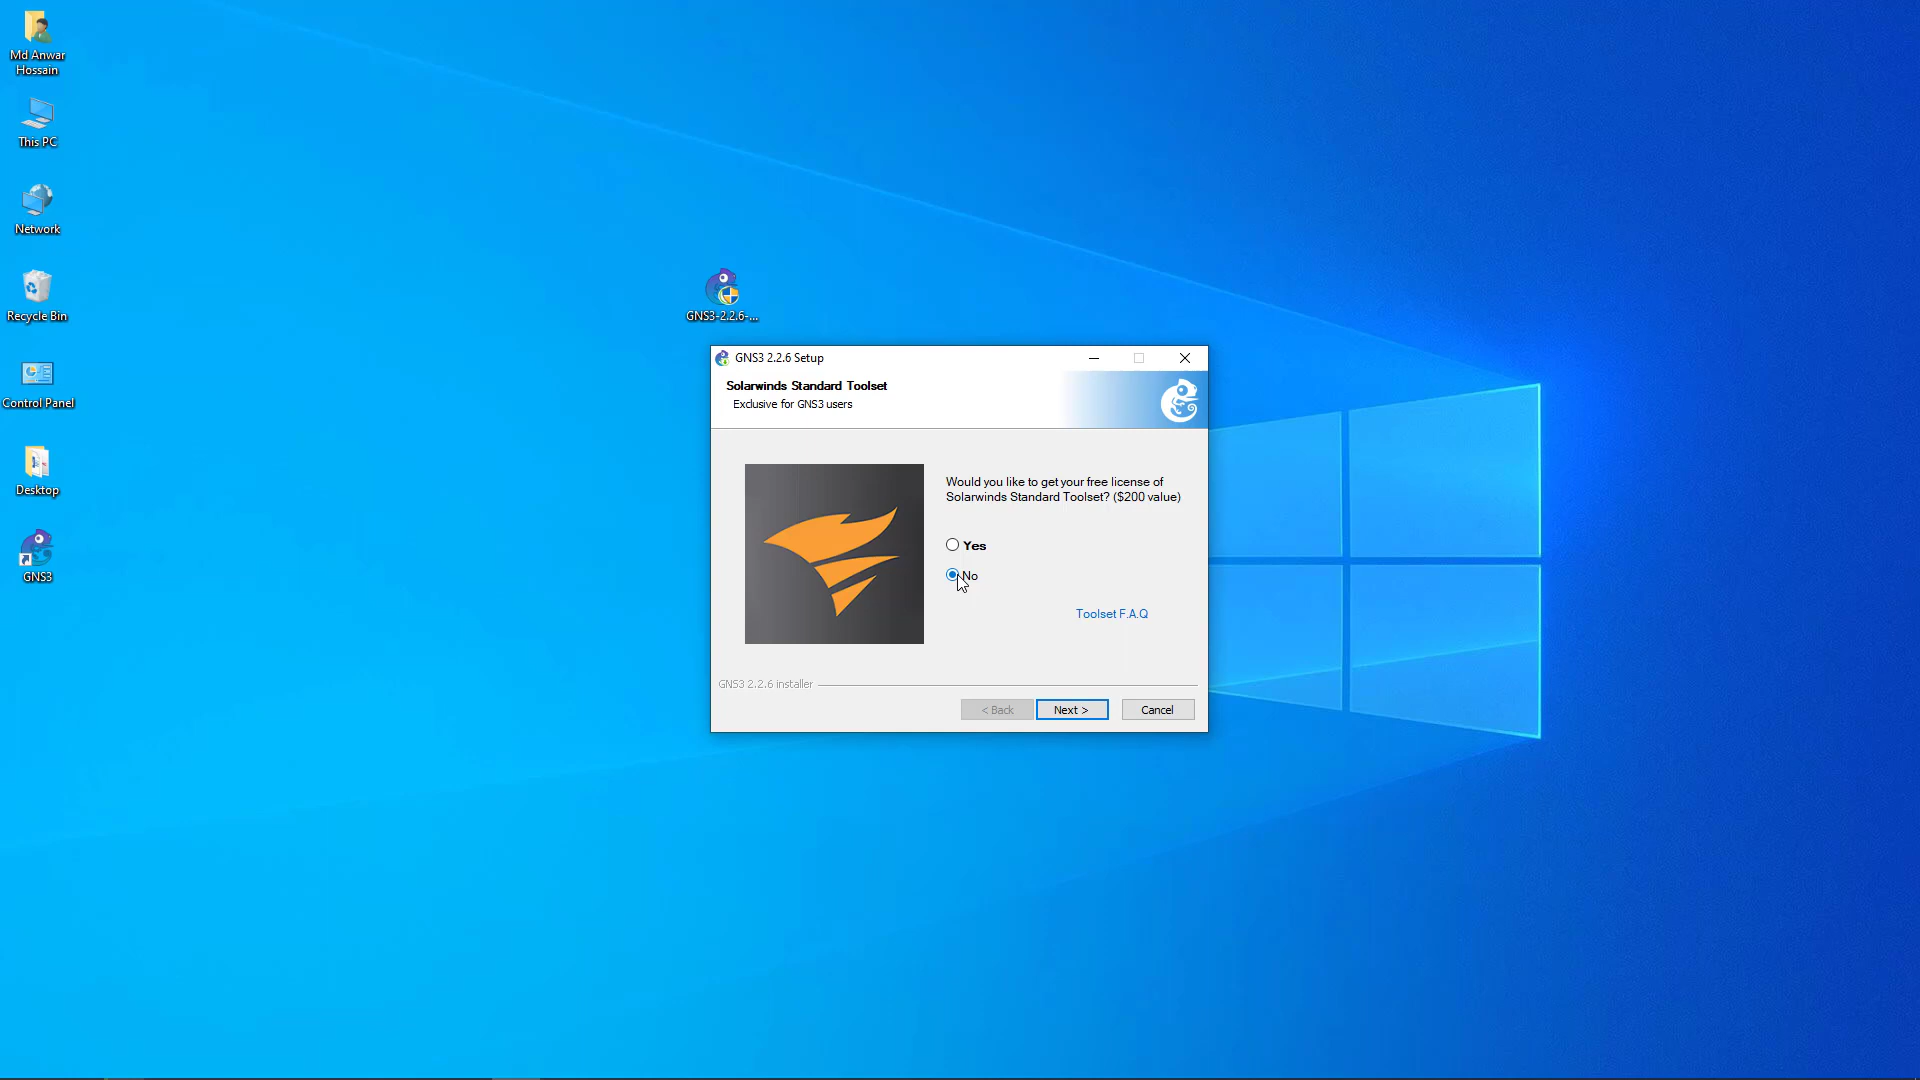 Md Anwar
Hossain
This PC
Network
Recycle Bin
Control Panel
Desktop
GNS3
GNS3-2.2.6-...
GNS3 2.2.6 Setup
Solarwinds Standard Toolset
Exclusive for GNS3 users
Would you like to get your free license of
Solarwinds Standard Toolset? ($200 value)
Yes
No
Toolset F.A.Q
GNS3 2.2.6 installer
< Back
Next >
Cancel